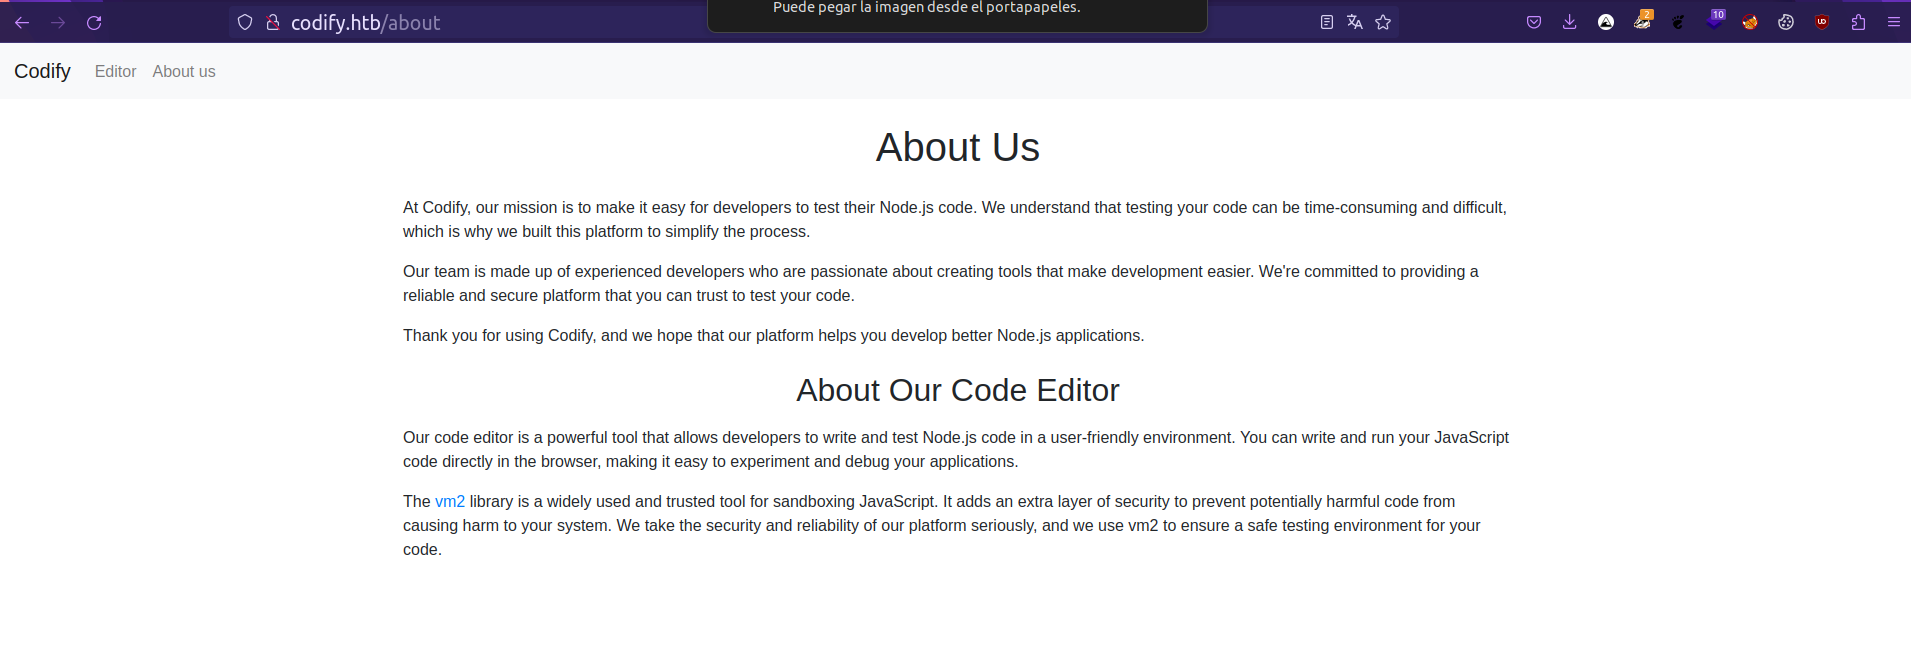 Puede pegar la imagen desde el portapapeles.
codify.htb/about
2
10
Codify Editor About us
About Us
At Codify, our mission is to make it easy for developers to test their Node.js code. We understand that testing your code can be time-consuming and difficult,
which is why we built this platform to simplify the process.
Our team is made up of experienced developers who are passionate about creating tools that make development easier. We're committed to providing a
reliable and secure platform that you can trust to test your code.
Thank you for using Codify, and we hope that our platform helps you develop better Node.js applications.
About Our Code Editor
Our code editor is a powerful tool that allows developers to write and test Node.js code in a user-friendly environment. You can write and run your JavaScript
code directly in the browser, making it easy to experiment and debug your applications.
The vm2 library is a widely used and trusted tool for sandboxing JavaScript. It adds an extra layer of security to prevent potentially harmful code from
causing harm to your system. We take the security and reliability of our platform seriously, and we use vm2 to ensure a safe testing environment for your
code.